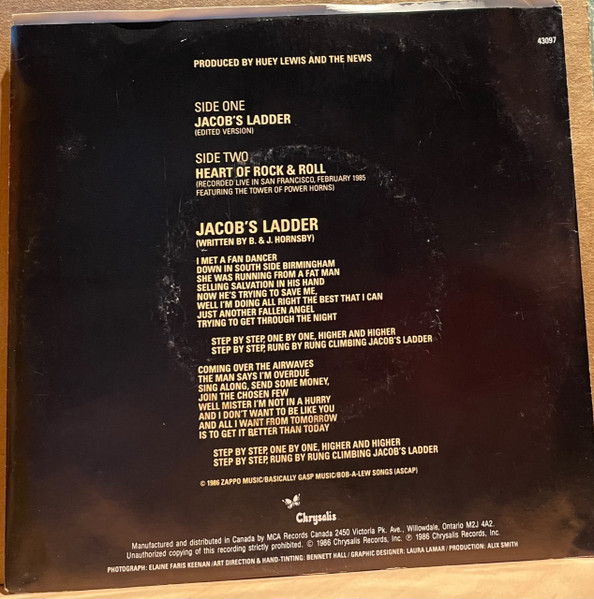 43097
PRODUCED BY HUEY LEWIS AND THE NEWS
SIDE ONE
JACOB'S LADDER
(EDITED VERSION)
SIDE TWO
HEART OF ROCK & ROLL
(RECORDED LIVE IN SAN FRANCISCO, FEBRUARY 1985
FEATURING THE TOWER OF POWER HORNS)
JACOB'S LADDER
(WRITTEN BY B. & J. HORNSBY)
I MET A FAN DANCER
DOWN IN SOUTH SIDE BIRMINGHAM
SHE WAS RUNNING FROM A FAT MAN
SELLING SALVATION IN HIS HAND
NOW HE'S TRYING TO SAVE ME,
WELL I'M DOING ALL RIGHT THE BEST THAT I CAN
JUST ANOTHER FALLEN ANGEL
TRYING TO GET THROUGH THE NIGHT
STEP BY STEP, ONE BY ONE, HIGHER AND HIGHER
STEP BY STEP, RUNG BY RUNG CLIMBING JACOB'S LADDER
COMING OVER THE AIRWAVES
THE MAN SAYS I'M OVERDUE
SING ALONG, SEND SOME MONEY,
JOIN THE CHOSEN FEW
WELL MISTER I'M NOT IN A HURRY
AND I DON'T WANT TO BE LIKE YOU
AND ALL I WANT FROM TOMORROW
IS TO GET IT BETTER THAN TODAY
STEP BY STEP, ONE BY ONE, HIGHER AND HIGHER
STEP BY STEP, RUNG BY RUNG CLIMBING JACOB'S LADDER
© 1986 ZAPPO MUSIC/BASICALLY GASP MUSIC/BOB-A-LEW SONGS (ASCAP)
Chrysalis
Manufactured and distributed in Canada by MCA Records Canada 2450 Victoria Pk. Ave., Willowdale, Ontario M2J 4A2.
Unauthorized copying of this recording strictly prohibited. © 1986 Chrysalis Records, Inc. ℗ 1986 Chrysalis Records, Inc.
PHOTOGRAPH: ELAINE FARIS KEENAN/ART DIRECTION & HAND-TINTING: BENNETT HALL/GRAPHIC DESIGNER: LAURA LAMAR/PRODUCTION: ALIX SMITH